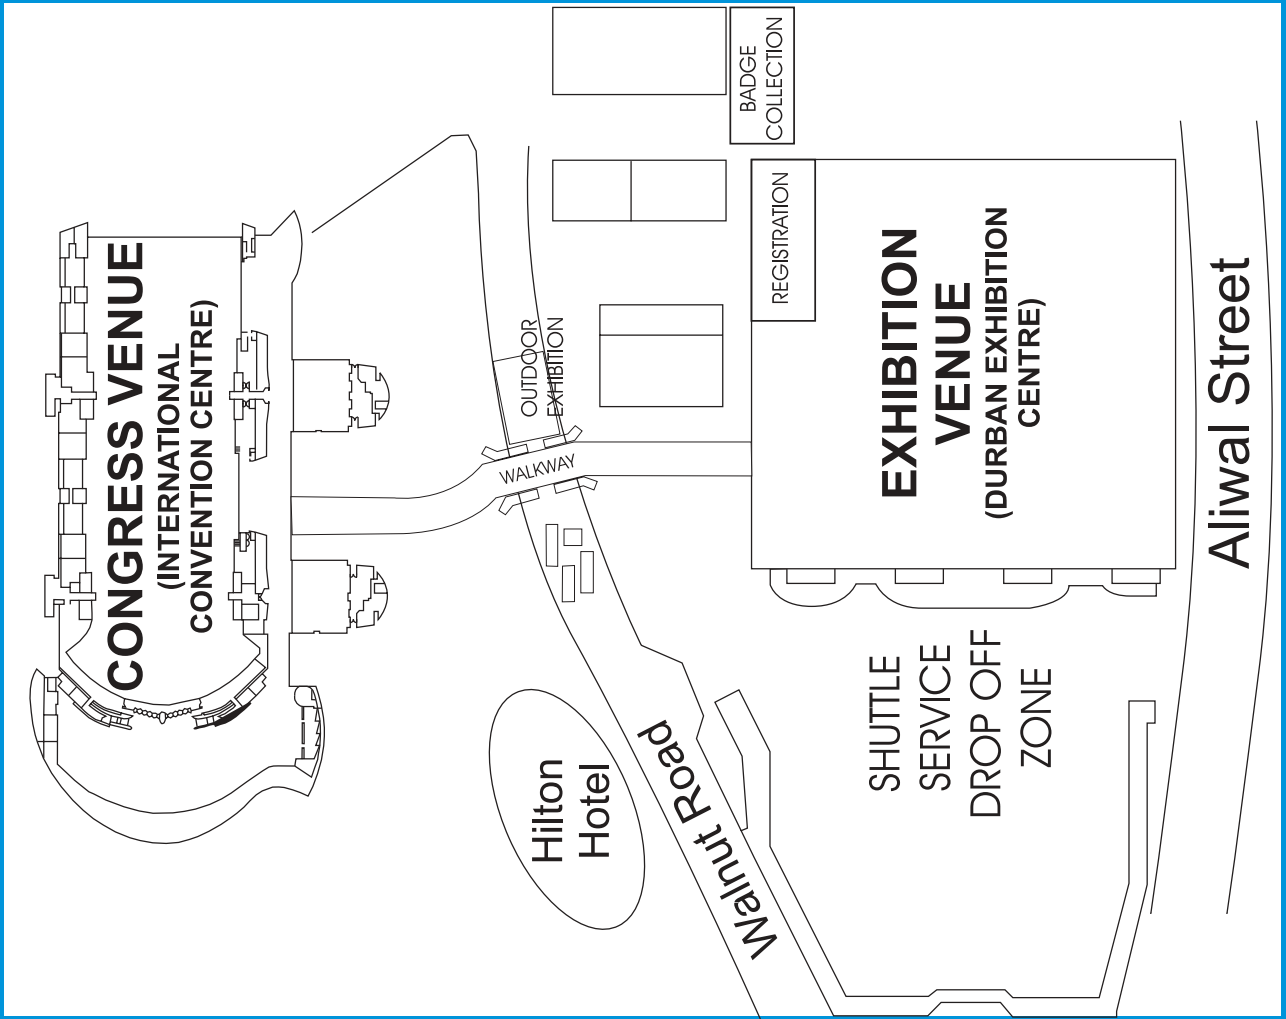 CONGRESS VENUE
(INTERNATIONAL
CONVENTION CENTRE)
OUTDOOR
EXHIBITION
WALKWAY
Hilton
Hotel
Walnut Road
BADGE
COLLECTION
REGISTRATION
EXHIBITION
VENUE
(DURBAN EXHIBITION
CENTRE)
SHUTTLE
SERVICE
DROP OFF
ZONE
Aliwal Street